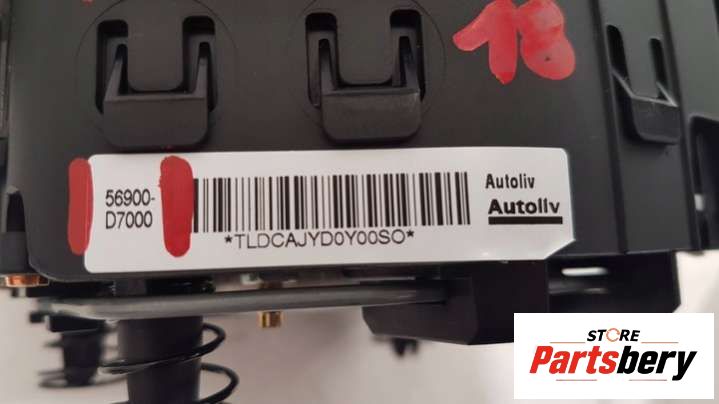 18
56900-
D7000
*TLDCAJYD0Y00SO*
Autoliv
Autoliv
STORE
Partsbery